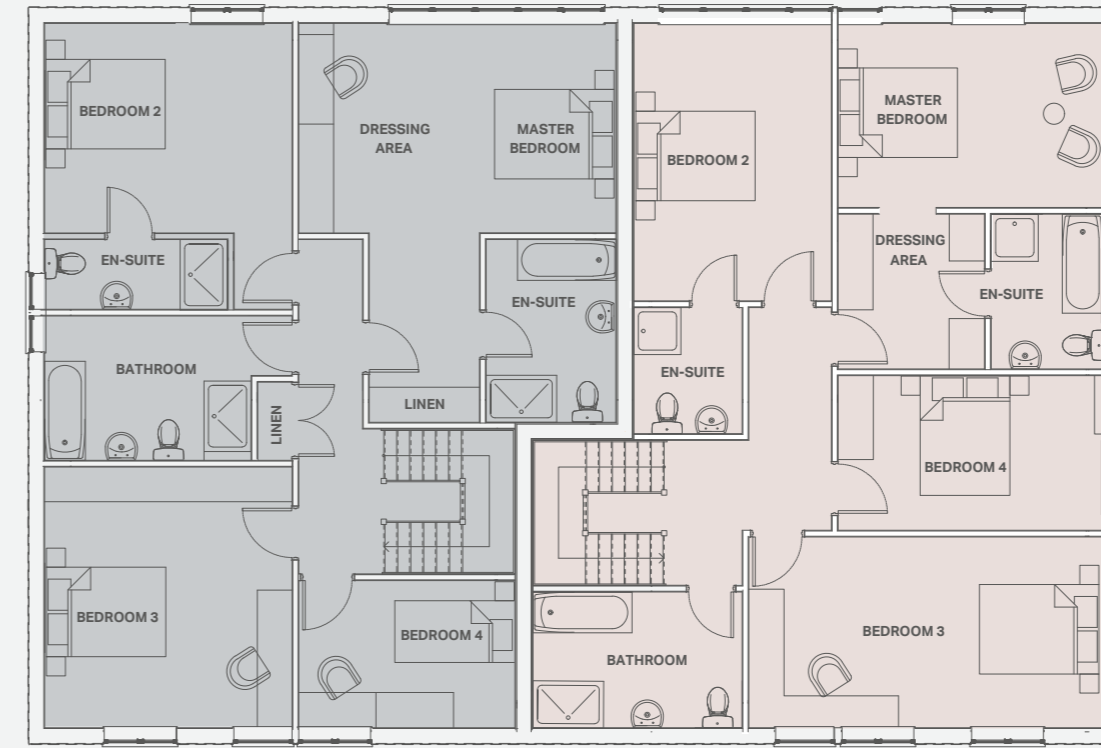 BEDROOM 2
DRESSING
AREA
MASTER
BEDROOM
EN-SUITE
EN-SUITE
BATHROOM
LINEN
LINEN
BEDROOM 3
BEDROOM 4
BEDROOM 2
MASTER
BEDROOM
DRESSING
AREA
EN-SUITE
EN-SUITE
BEDROOM 4
BEDROOM 3
BATHROOM